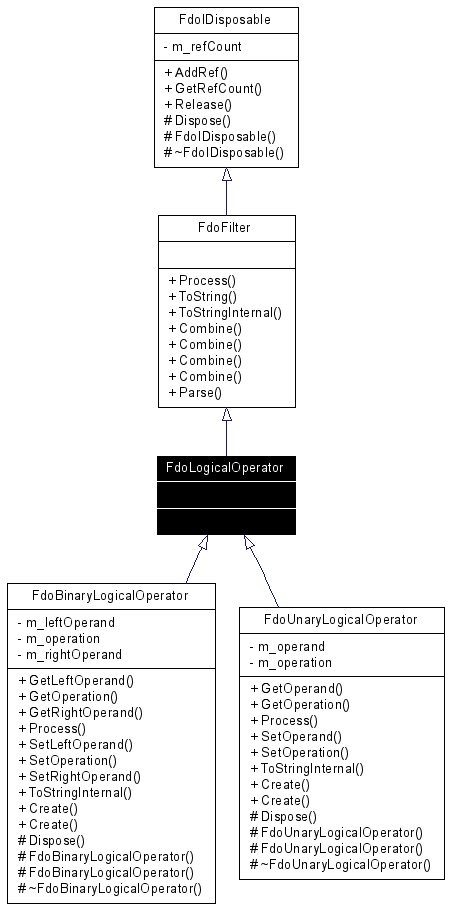 FdoIDisposable
- m_refCount
+ AddRef()
+ GetRefCount()
+ Release()
# Dispose()
# FdoIDisposable()
# ~FdoIDisposable()
FdoFilter
+ Process()
+ ToString()
+ ToStringInternal()
+ Combine()
+ Combine()
+ Combine()
+ Combine()
+ Parse()
FdoLogicalOperator
FdoBinaryLogicalOperator
- m_leftOperand
- m_operation
- m_rightOperand
+ GetLeftOperand()
+ GetOperation()
+ GetRightOperand()
+ Process()
+ SetLeftOperand()
+ SetOperation()
+ SetRightOperand()
+ ToStringInternal()
+ Create()
+ Create()
# Dispose()
# FdoBinaryLogicalOperator()
# FdoBinaryLogicalOperator()
# ~FdoBinaryLogicalOperator()
FdoUnaryLogicalOperator
- m_operand
- m_operation
+ GetOperand()
+ GetOperation()
+ Process()
+ SetOperand()
+ SetOperation()
+ ToStringInternal()
+ Create()
+ Create()
# Dispose()
# FdoUnaryLogicalOperator()
# FdoUnaryLogicalOperator()
# ~FdoUnaryLogicalOperator()